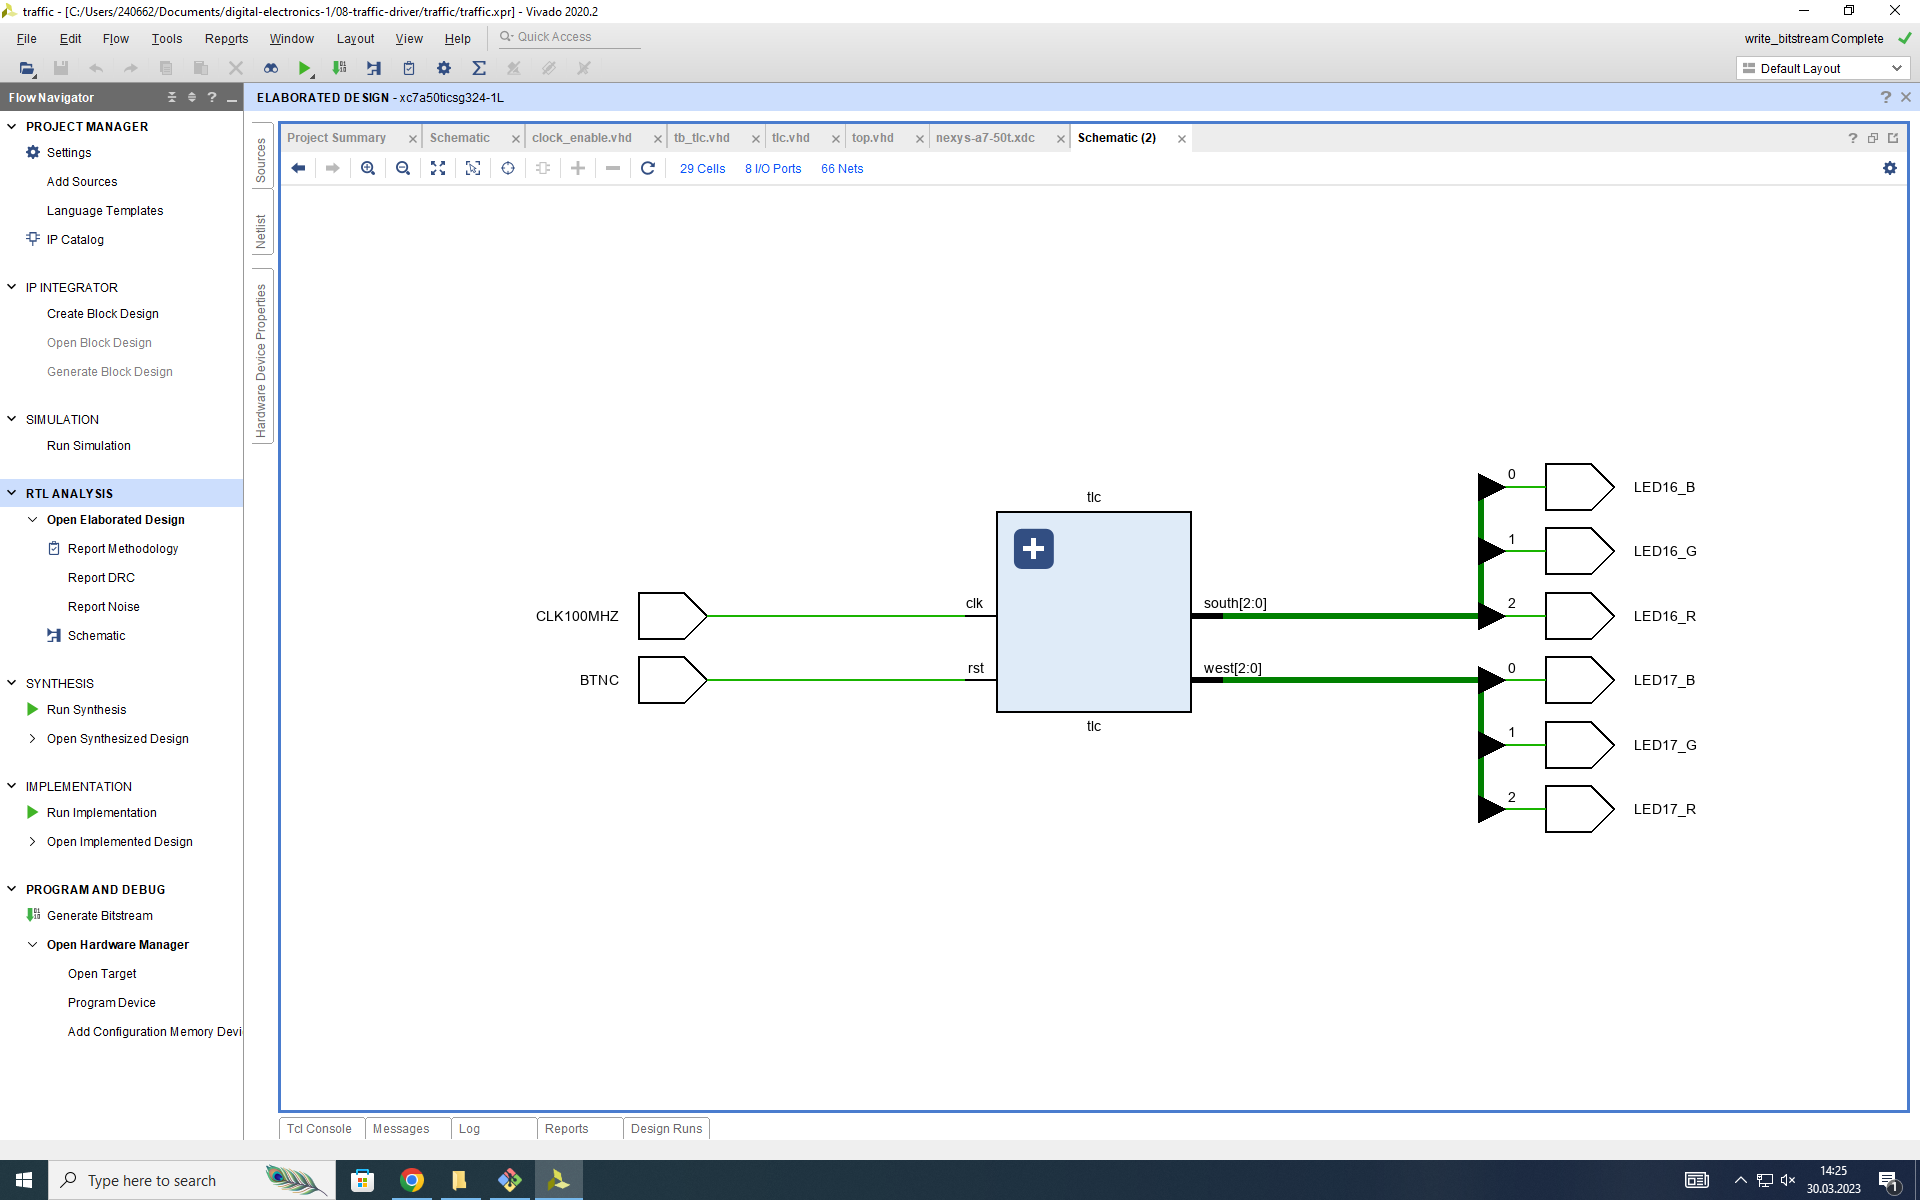 traffic - [C:/Users/240662/Documents/digital-electronics-1/08-traffic-driver/traffic/traffic.xpr] - Vivado 2020.2
File Edit Flow Tools Reports Window Layout View Help Quick Access
write_bitstream Complete
Default Layout
Flow Navigator
ELABORATED DESIGN - xc7a50ticsg324-1L
PROJECT MANAGER
Settings
Add Sources
Language Templates
IP Catalog
IP INTEGRATOR
Create Block Design
Open Block Design
Generate Block Design
SIMULATION
Run Simulation
RTL ANALYSIS
Open Elaborated Design
Report Methodology
Report DRC
Report Noise
Schematic
SYNTHESIS
Run Synthesis
Open Synthesized Design
IMPLEMENTATION
Run Implementation
Open Implemented Design
PROGRAM AND DEBUG
Generate Bitstream
Open Hardware Manager
Open Target
Program Device
Add Configuration Memory Devi
Sources
Netlist
Hardware Device Properties
Project Summary Schematic clock_enable.vhd tb_tlc.vhd tlc.vhd top.vhd nexys-a7-50t.xdc Schematic (2)
29 Cells 8 I/O Ports 66 Nets
tlc
CLK100MHZ
BTNC
clk
rst
south[2:0]
west[2:0]
tlc
0 LED16_B
1 LED16_G
2 LED16_R
0 LED17_B
1 LED17_G
2 LED17_R
Tcl Console Messages Log Reports Design Runs
Type here to search
14:25
30.03.2023
1